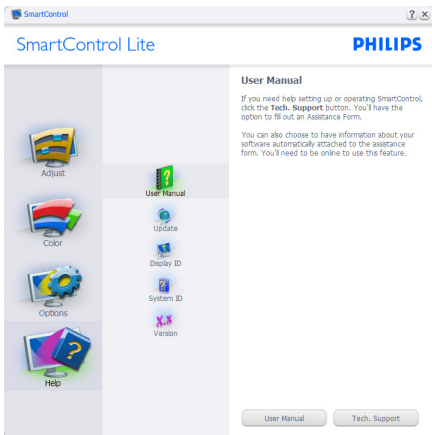 SmartControl
SmartControl Lite
PHILIPS
Adjust
Color
Options
Help
User Manual
Update
Display ID
System ID
X.X
Version
User Manual
If you need help setting up or operating SmartControl,
click the Tech. Support button. You'll have the
option to fill out an Assistance Form.
You can also choose to have information about your
software automatically attached to the assistance
form. You'll need to be online to use this feature.
User Manual
Tech. Support